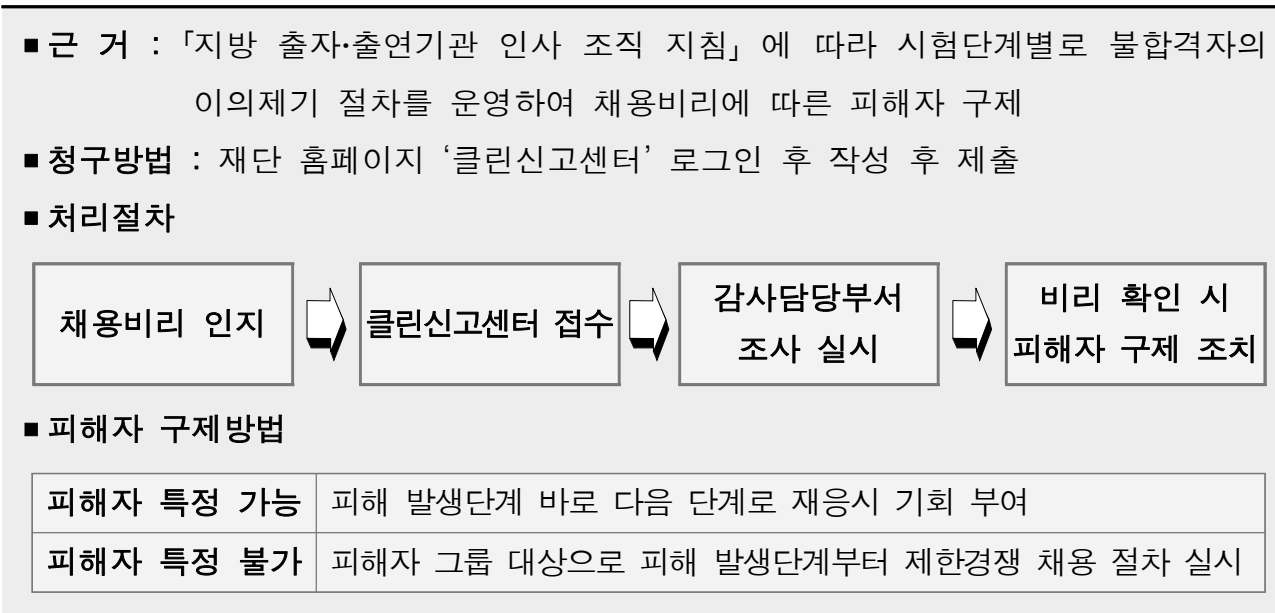 ■ 근 거 : 「지방 출자·출연기관 인사 조직 지침」에 따라 시험단계별로 불합격자의
이의제기 절차를 운영하여 채용비리에 따른 피해자 구제
■ 청구방법 : 재단 홈페이지 ‘클린신고센터’ 로그인 후 작성 후 제출
■ 처리절차
채용비리 인지
클린신고센터 접수
감사담당부서
조사 실시
비리 확인 시
피해자 구제 조치
■ 피해자 구제방법
피해자 특정 가능 피해 발생단계 바로 다음 단계로 재응시 기회 부여
피해자 특정 불가 피해자 그룹 대상으로 피해 발생단계부터 제한경쟁 채용 절차 실시